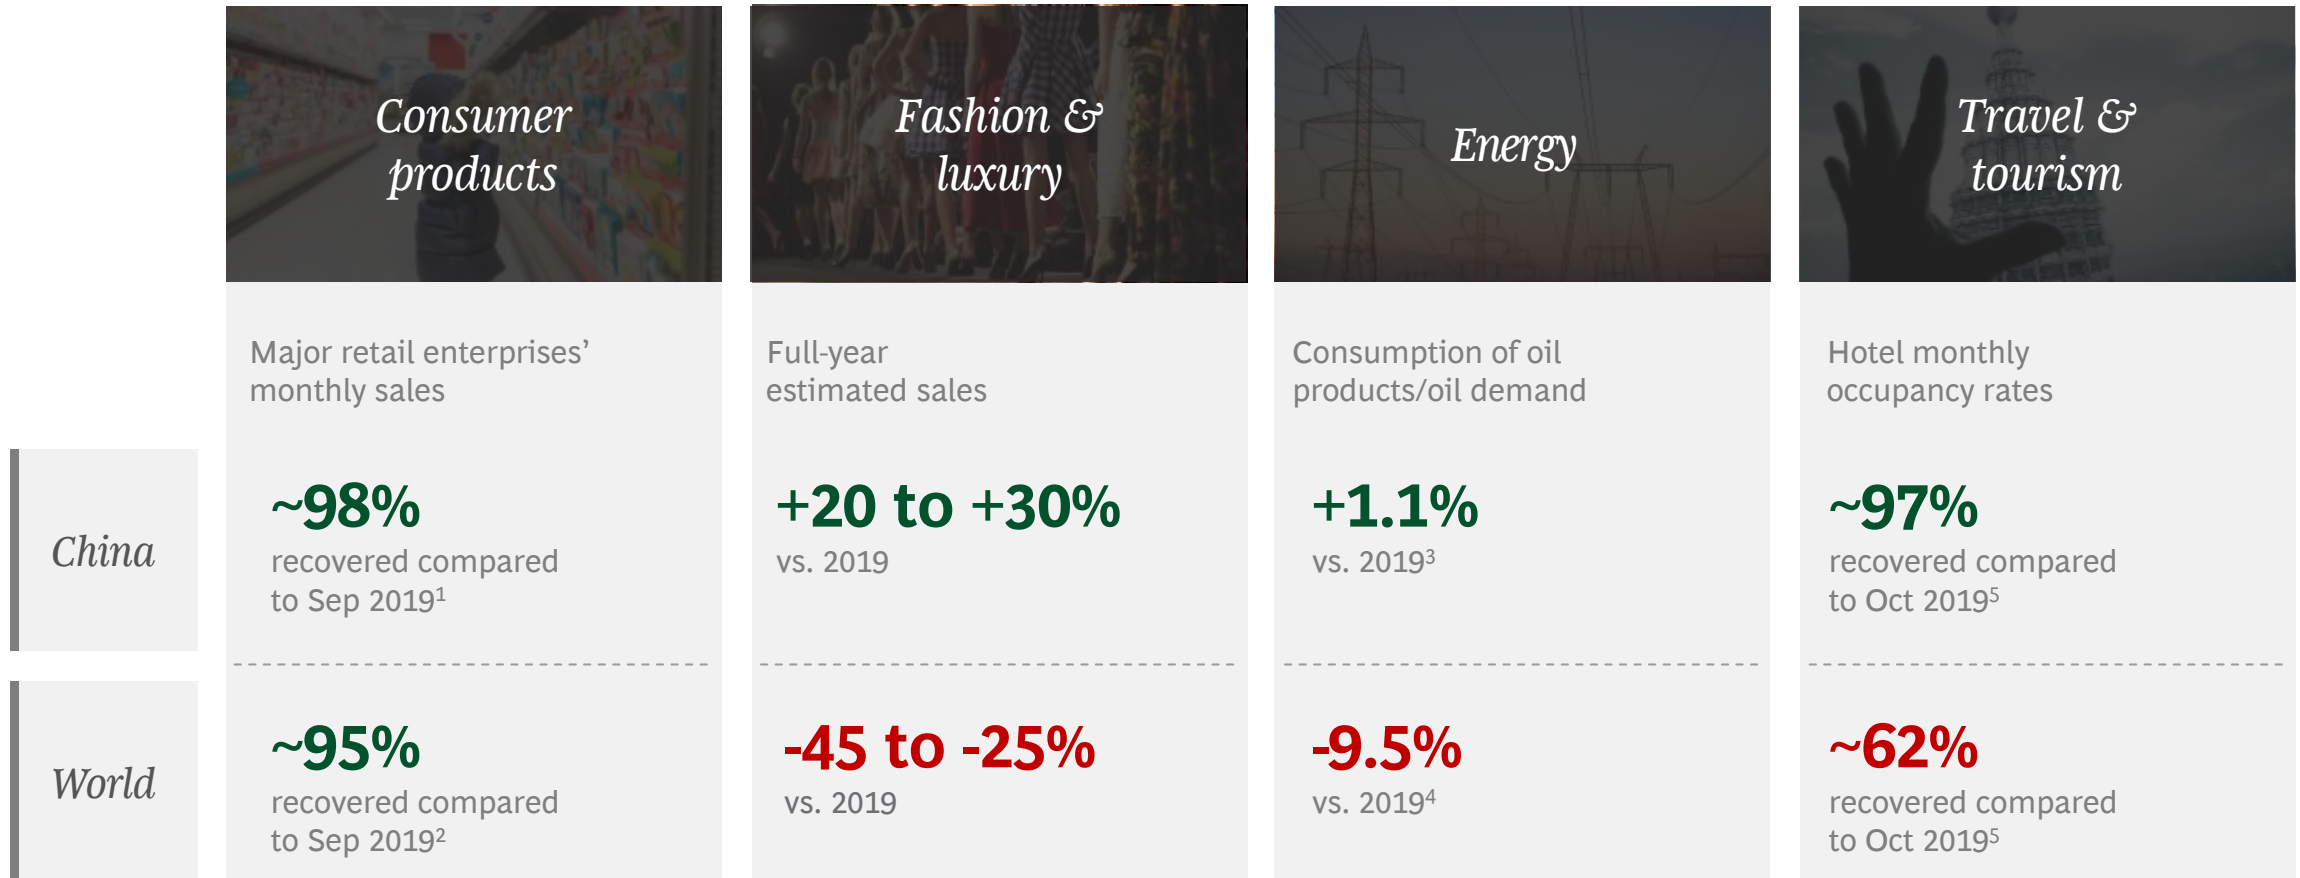 Consumer
products
Fashion &
luxury
Energy
Travel &
tourism
Major retail enterprises’
monthly sales
Full-year
estimated sales
Consumption of oil
products/oil demand
Hotel monthly
occupancy rates
China
~98%
recovered compared
to Sep 2019¹
+20 to +30%
vs. 2019
+1.1%
vs. 2019³
~97%
recovered compared
to Oct 2019⁵
World
~95%
recovered compared
to Sep 2019²
-45 to -25%
vs. 2019
-9.5%
vs. 2019⁴
~62%
recovered compared
to Oct 2019⁵